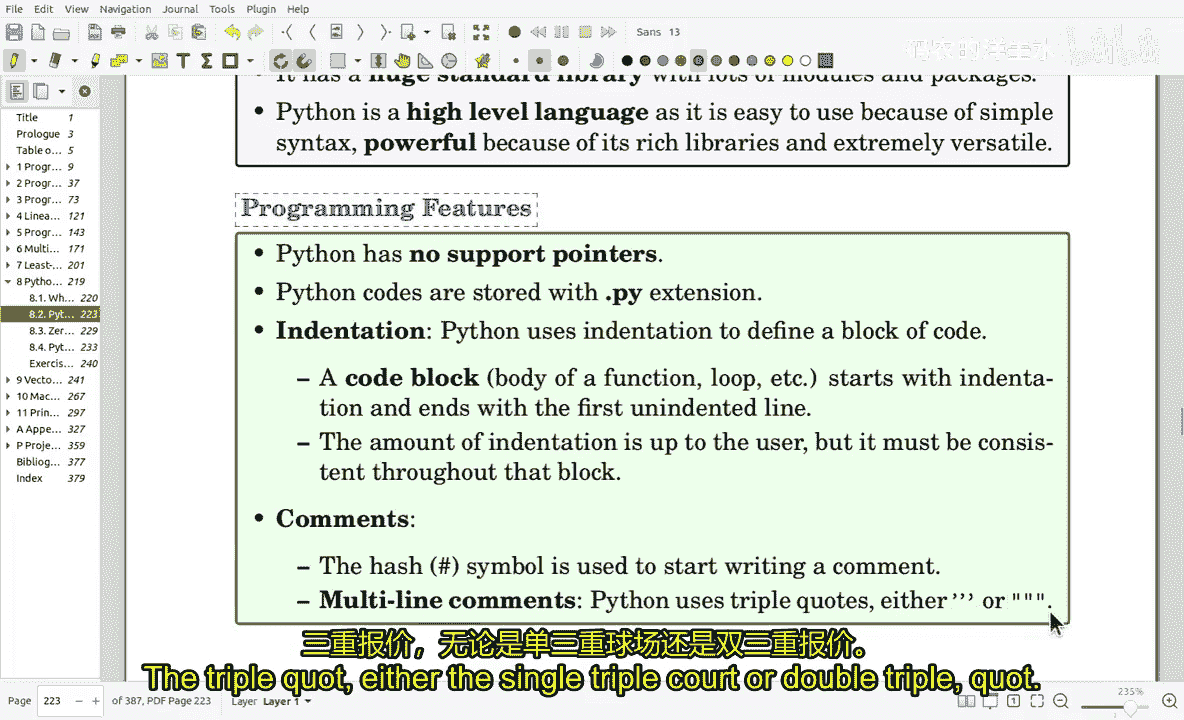 File Edit View Navigation Journal Tools Plugin Help
Sans 13
Title 1
Prologue 3
Table o... 5
1 Progr... 9
2 Progr... 37
3 Progr... 73
4 Linea... 121
5 Progr... 143
6 Multi... 171
7 Least-... 201
8 Pytho... 219
8.1. Wh... 220
8.2. Pyt... 223
8.3. Zer... 229
8.4. Pyt... 233
Exercis... 240
9 Vecto... 241
10 Mac... 267
11 Prin... 297
A Appe... 327
P Proje... 359
Bibliog... 377
Index 379
• It has a huge standard library with lots of modules and packages.
• Python is a high level language as it is easy to use because of simple
syntax, powerful because of its rich libraries and extremely versatile.
Programming Features
• Python has no support pointers.
• Python codes are stored with .py extension.
• Indentation: Python uses indentation to define a block of code.
– A code block (body of a function, loop, etc.) starts with indenta-
tion and ends with the first unindented line.
– The amount of indentation is up to the user, but it must be consis-
tent throughout that block.
• Comments:
– The hash (#) symbol is used to start writing a comment.
– Multi-line comments: Python uses triple quotes, either ’’’ or """.
三重报价，无论是单三重球场还是双三重报价。
The triple quot, either the single triple court or double triple, quot.
Page 223 of 387, PDF Page 223 Layer Layer 1 235%